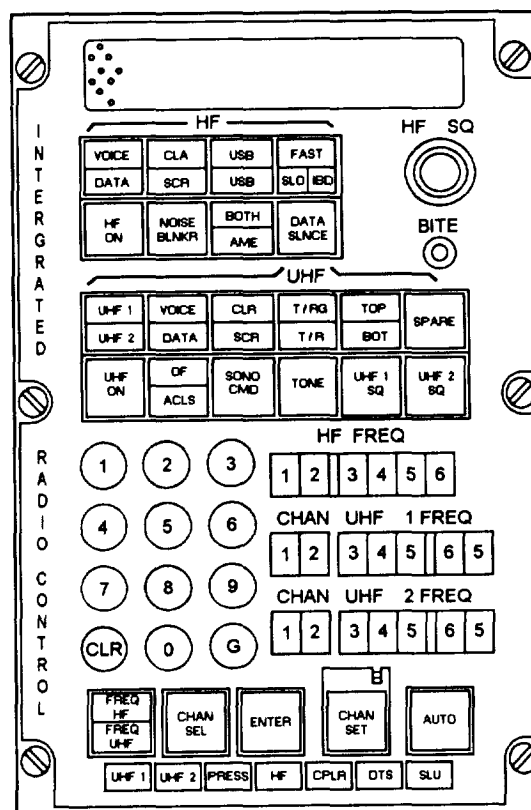 INTERGRATED
RADIO CONTROL
HF
HF SQ
VOICE CLA USB FAST
DATA SCR USB SLO IBD
HF ON
NOISE BLNKR
BOTH
AME
DATA SLNCE
BITE
UHF
UHF 1 VOICE CLR T/RG TOP SPARE
UHF 2 DATA SCR T/R BOT
UHF ON
DF
ACLS
SONO CMD
TONE
UHF 1 SQ
UHF 2 SQ
HF FREQ
1 2 3 4 5 6
CHAN UHF 1 FREQ
1 2 3 4 5 6 5
CHAN UHF 2 FREQ
1 2 3 4 5 6 5
1 2 3
4 5 6
7 8 9
CLR 0 G
FREQ HF
FREQ UHF
CHAN SEL
ENTER
CHAN SET
AUTO
UHF 1 UHF 2 PRESS HF CPLR DTS SLU